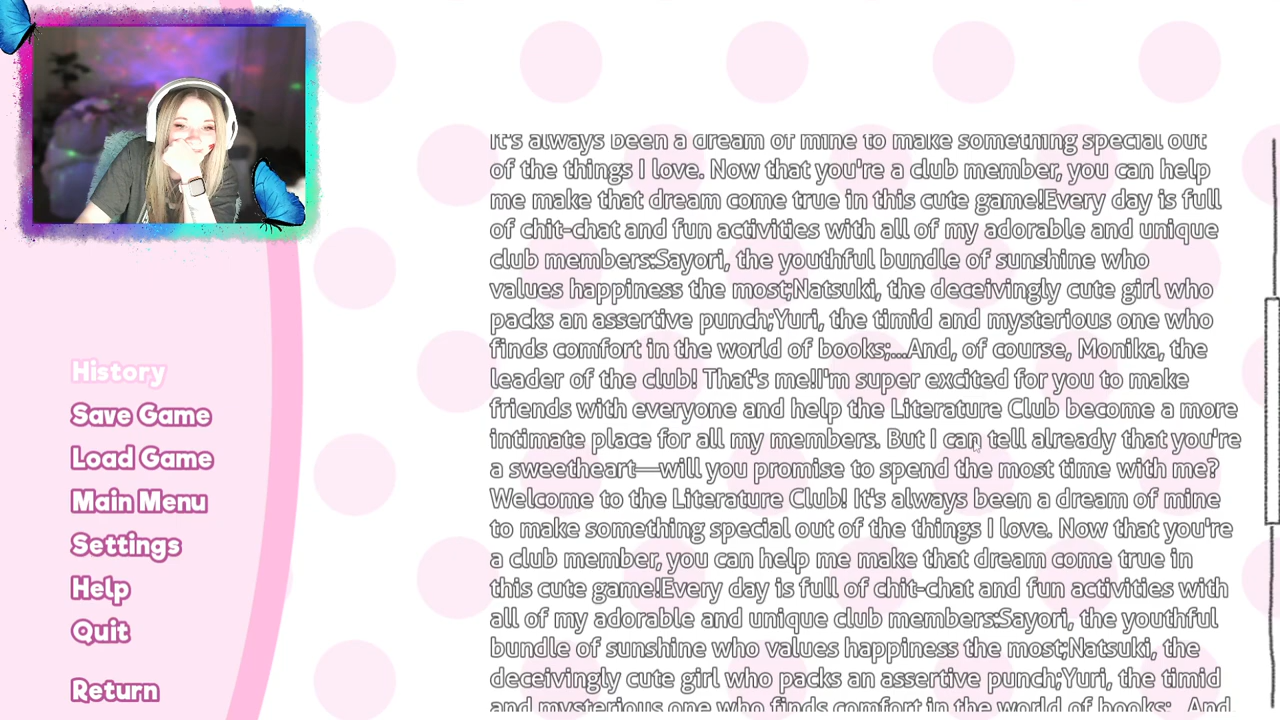 It's always been a dream of mine to make something special out
of the things I love. Now that you're a club member, you can help
me make that dream come true in this cute game!Every day is full
of chit-chat and fun activities with all of my adorable and unique
club members:Sayori, the youthful bundle of sunshine who
values happiness the most;Natsuki, the deceivingly cute girl who
packs an assertive punch;Yuri, the timid and mysterious one who
finds comfort in the world of books;...And, of course, Monika, the
leader of the club! That's me!I'm super excited for you to make
friends with everyone and help the Literature Club become a more
intimate place for all my members. But I can tell already that you're
a sweetheart—will you promise to spend the most time with me?
Welcome to the Literature Club! It's always been a dream of mine
to make something special out of the things I love. Now that you're
a club member, you can help me make that dream come true in
this cute game!Every day is full of chit-chat and fun activities with
all of my adorable and unique club members:Sayori, the youthful
bundle of sunshine who values happiness the most;Natsuki, the
deceivingly cute girl who packs an assertive punch;Yuri, the timid
and mysterious one who finds comfort in the world of books;...And,
History
Save Game
Load Game
Main Menu
Settings
Help
Quit
Return